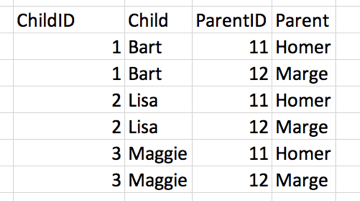 ChildID Child ParentID Parent
1 Bart 11 Homer
1 Bart 12 Marge
2 Lisa 11 Homer
2 Lisa 12 Marge
3 Maggie 11 Homer
3 Maggie 12 Marge